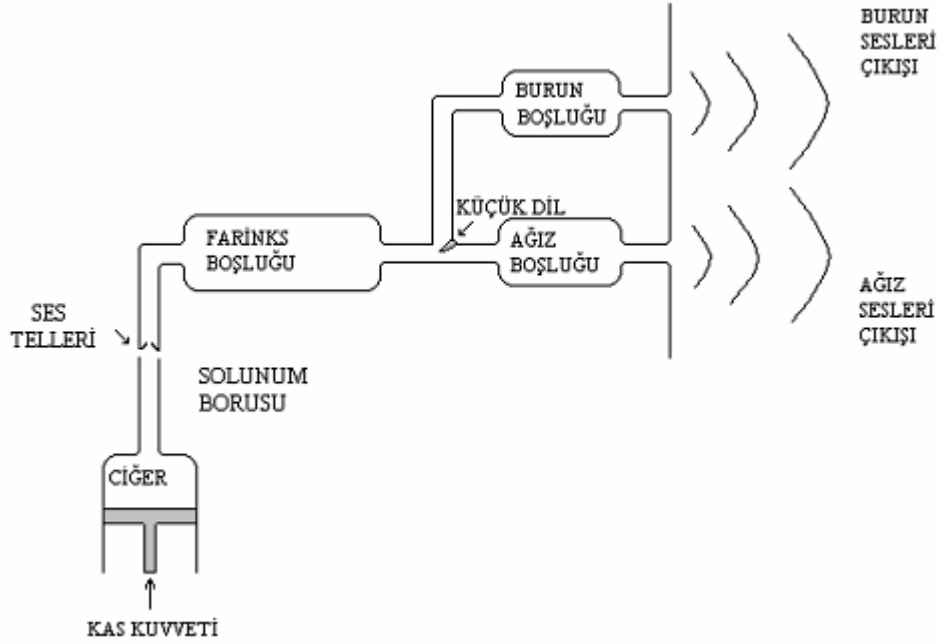 BURUN
SESLERİ
ÇIKIŞI
BURUN
BOŞLUĞU
KÜÇÜK DİL
FARİNKS
BOŞLUĞU
AĞIZ
BOŞLUĞU
AĞIZ
SESLERİ
ÇIKIŞI
SES
TELLERİ
SOLUNUM
BORUSU
CİĞER
KAS KUVVETİ